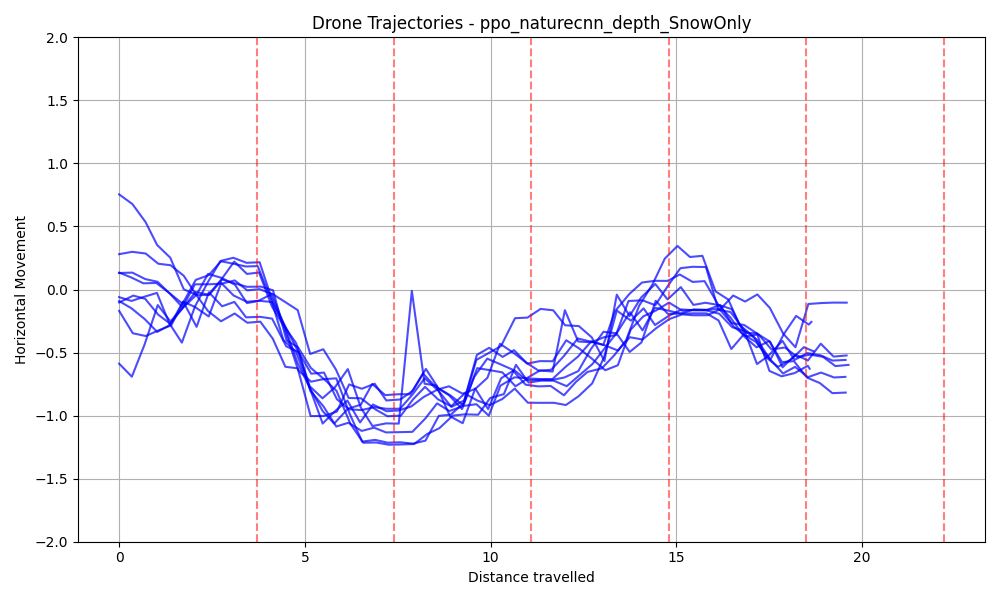 Drone Trajectories - ppo_naturecnn_depth_SnowOnly
2.0
1.5
1.0
0.5
0.0
−0.5
−1.0
−1.5
−2.0
Horizontal Movement
0 5 10 15 20
Distance travelled